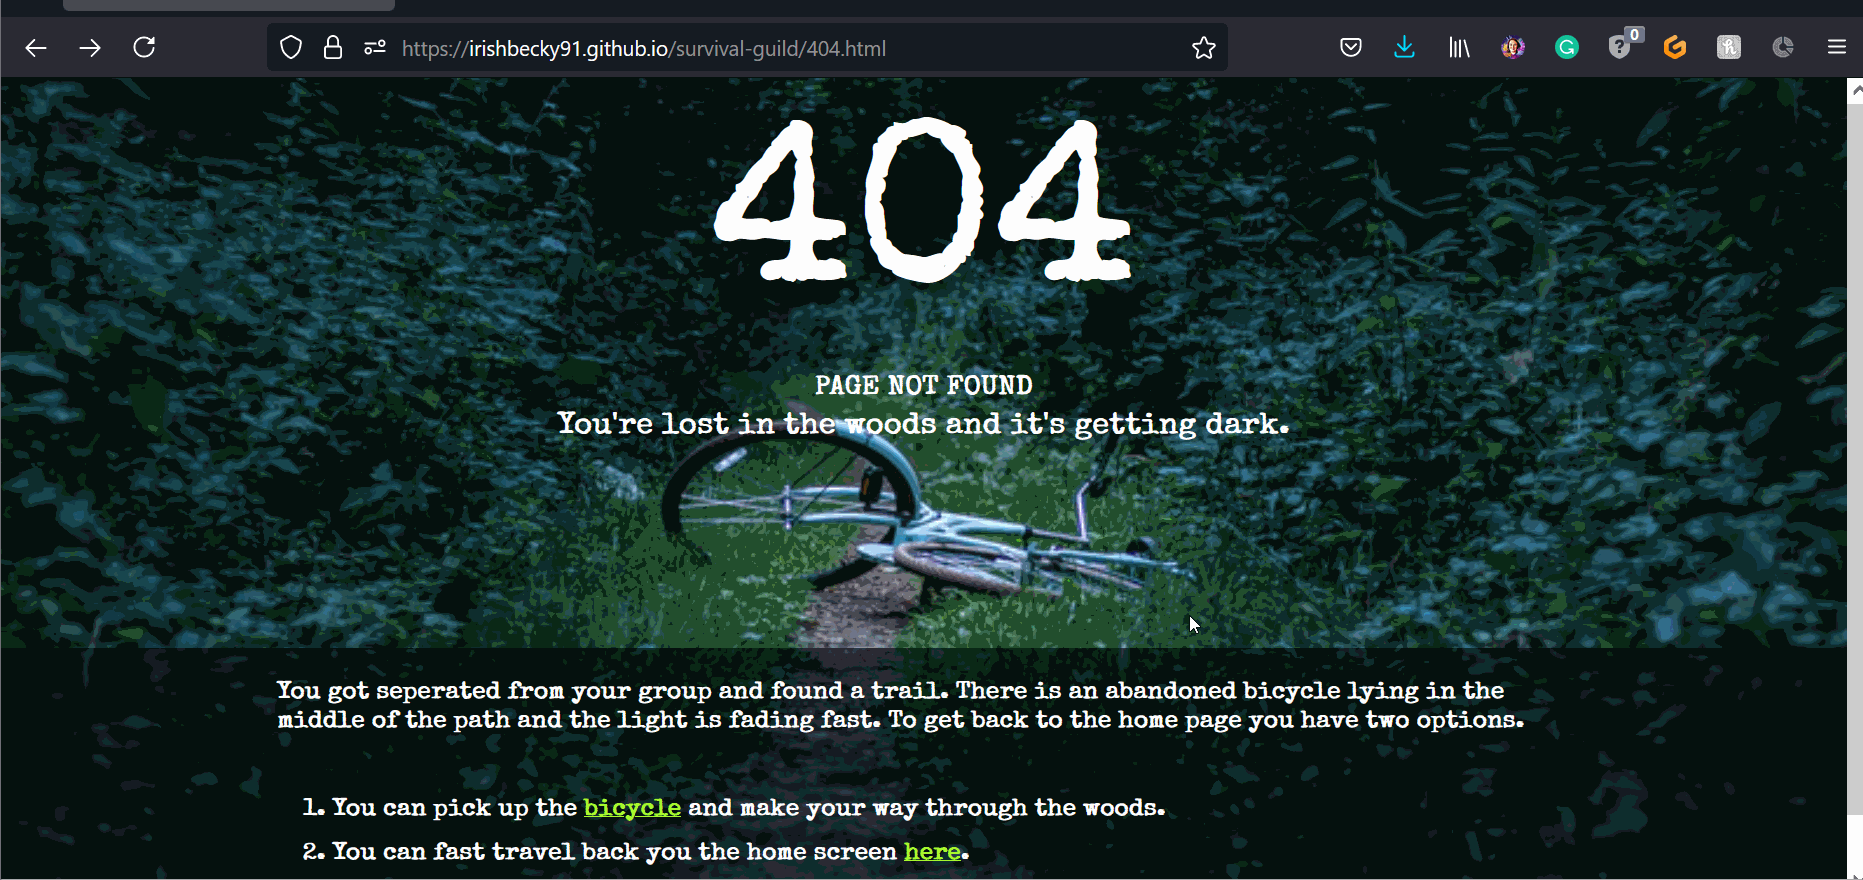 https://irishbecky91.github.io/survival-guild/404.html
0
404
PAGE NOT FOUND
You're lost in the woods and it's getting dark.
You got seperated from your group and found a trail. There is an abandoned bicycle lying in the
middle of the path and the light is fading fast. To get back to the home page you have two options.
1. You can pick up the bicycle and make your way through the woods.
2. You can fast travel back you the home screen here.